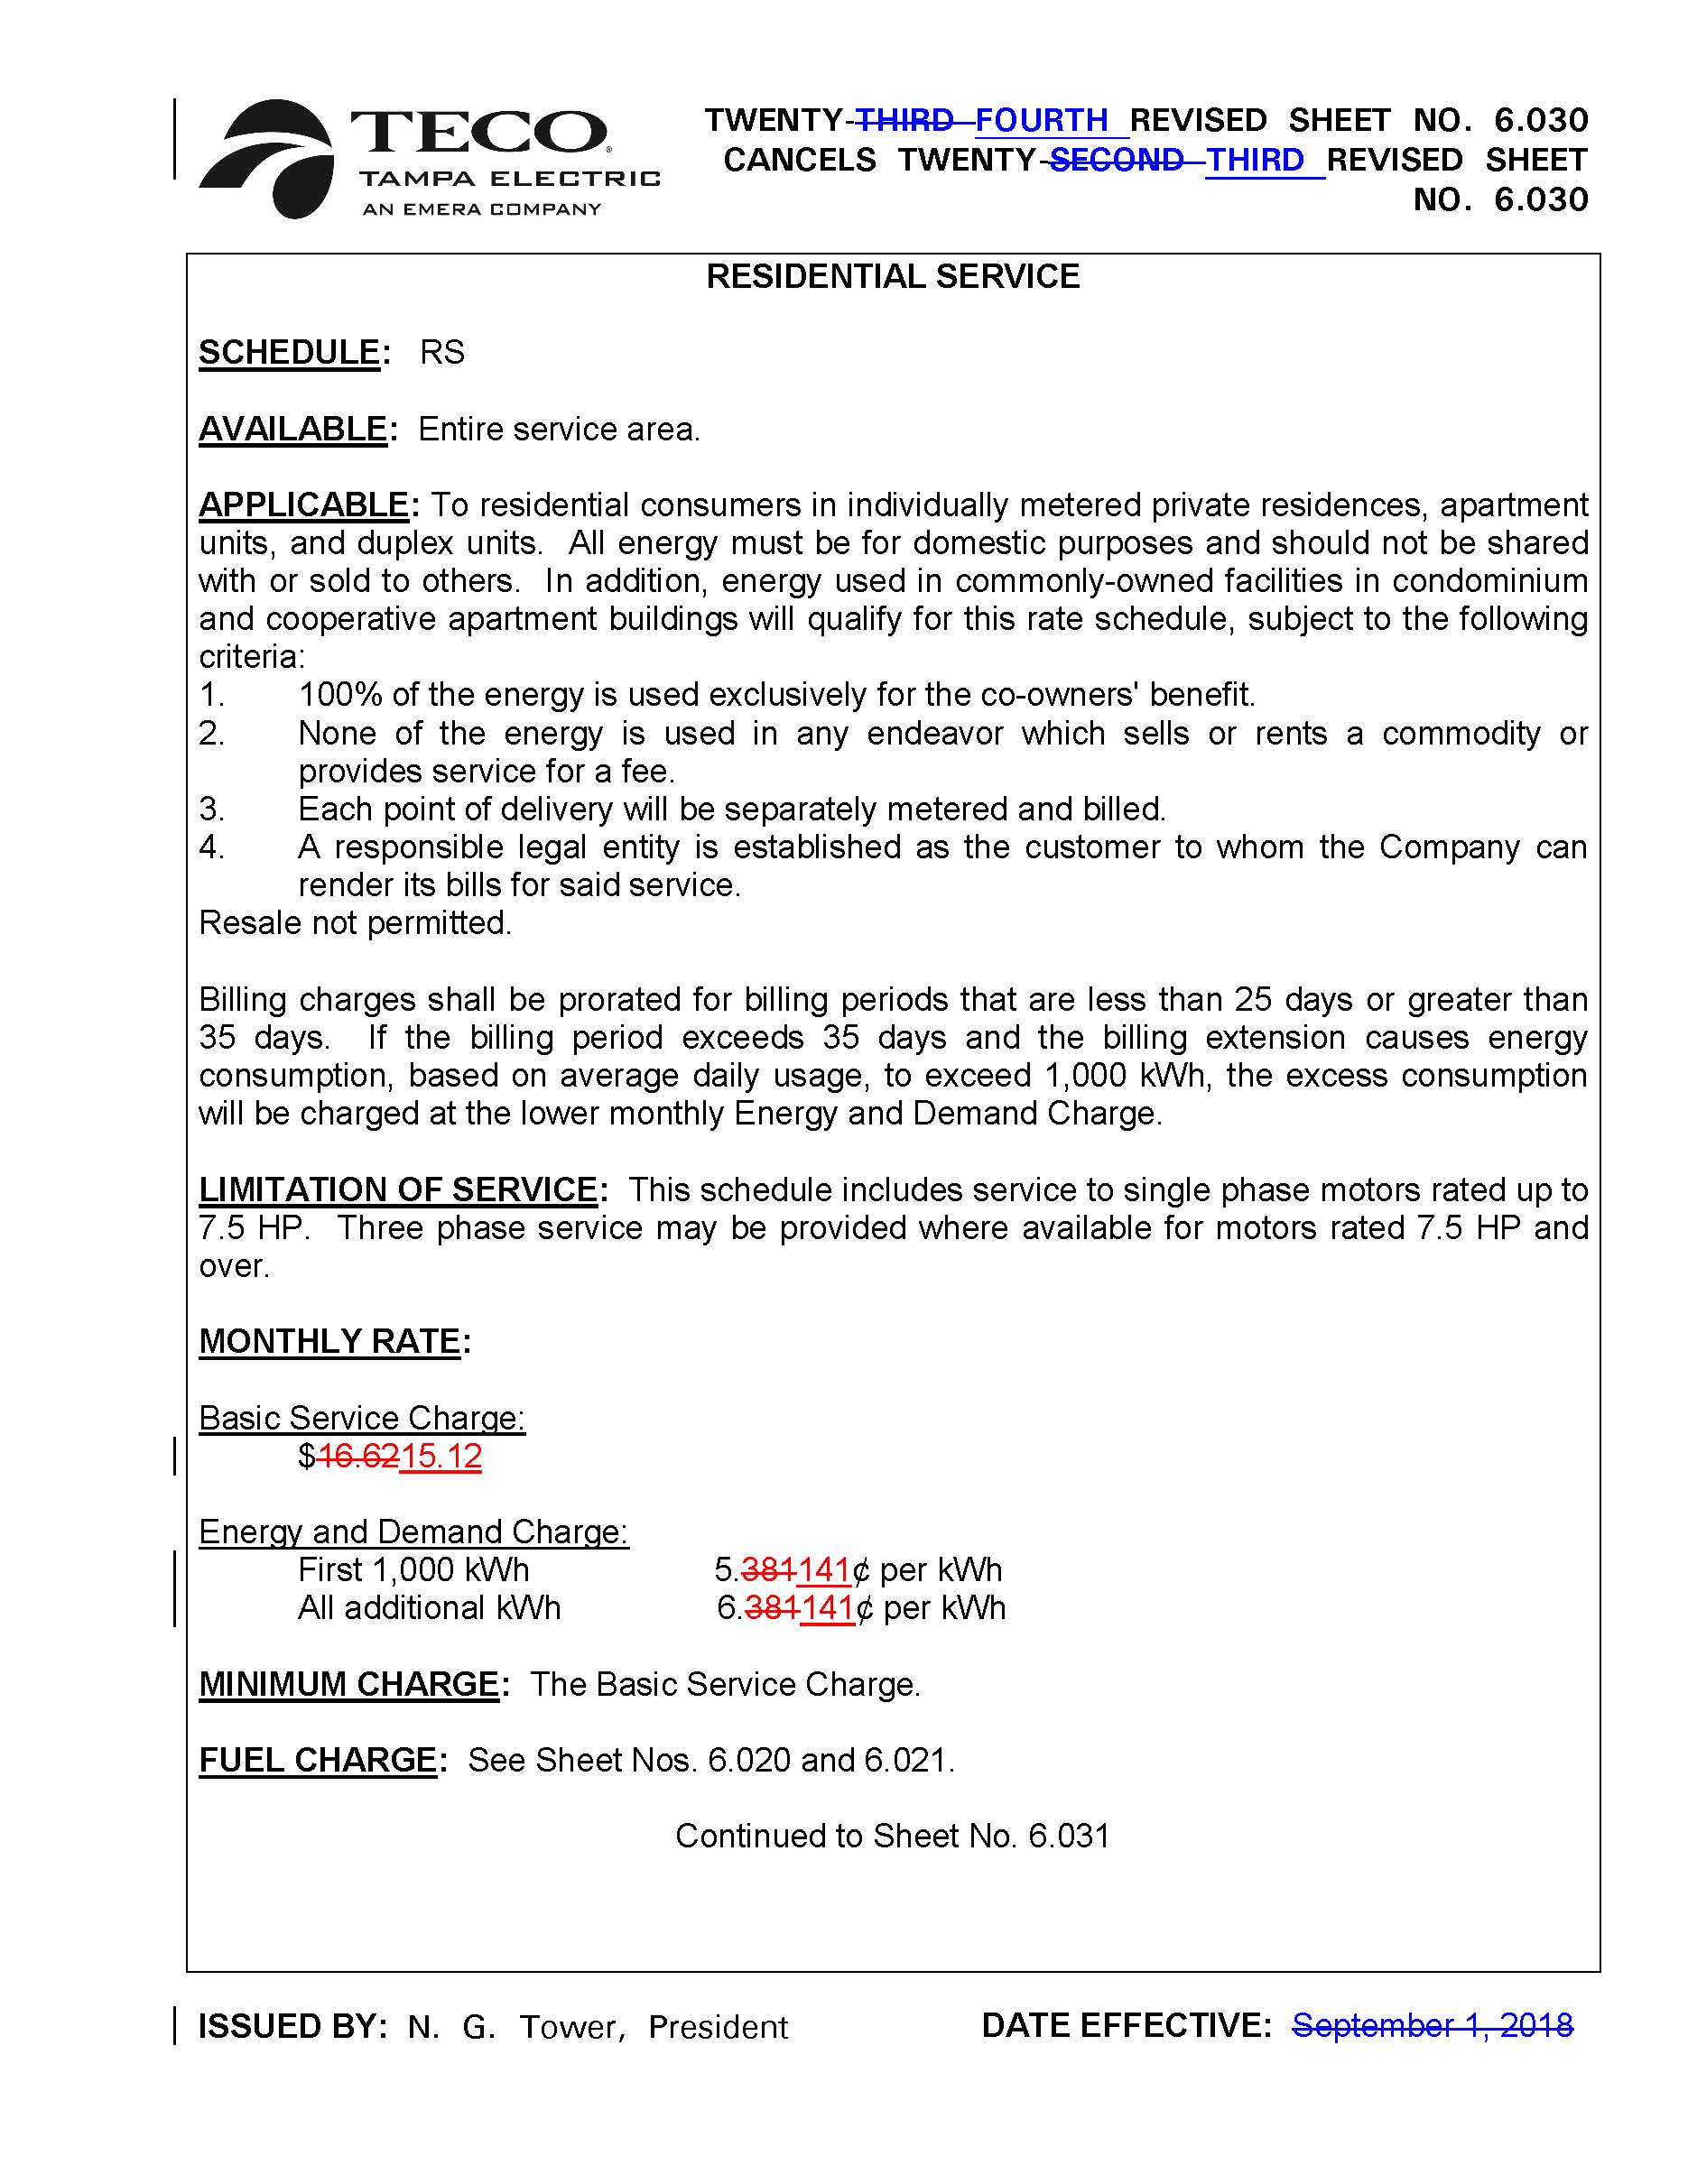 TECO®
TAMPA ELECTRIC
AN EMERA COMPANY
TWENTY-THIRD FOURTH REVISED SHEET NO. 6.030
CANCELS TWENTY-SECOND THIRD REVISED SHEET
NO. 6.030
RESIDENTIAL SERVICE
SCHEDULE: RS
AVAILABLE: Entire service area.
APPLICABLE: To residential consumers in individually metered private residences, apartment
units, and duplex units. All energy must be for domestic purposes and should not be shared
with or sold to others. In addition, energy used in commonly-owned facilities in condominium
and cooperative apartment buildings will qualify for this rate schedule, subject to the following
criteria:
1. 100% of the energy is used exclusively for the co-owners' benefit.
2. None of the energy is used in any endeavor which sells or rents a commodity or
provides service for a fee.
3. Each point of delivery will be separately metered and billed.
4. A responsible legal entity is established as the customer to whom the Company can
render its bills for said service.
Resale not permitted.
Billing charges shall be prorated for billing periods that are less than 25 days or greater than
35 days. If the billing period exceeds 35 days and the billing extension causes energy
consumption, based on average daily usage, to exceed 1,000 kWh, the excess consumption
will be charged at the lower monthly Energy and Demand Charge.
LIMITATION OF SERVICE: This schedule includes service to single phase motors rated up to
7.5 HP. Three phase service may be provided where available for motors rated 7.5 HP and
over.
MONTHLY RATE:
Basic Service Charge:
$16.6215.12
Energy and Demand Charge:
First 1,000 kWh 5.381141¢ per kWh
All additional kWh 6.381141¢ per kWh
MINIMUM CHARGE: The Basic Service Charge.
FUEL CHARGE: See Sheet Nos. 6.020 and 6.021.
Continued to Sheet No. 6.031
ISSUED BY: N. G. Tower, President DATE EFFECTIVE: September 1, 2018